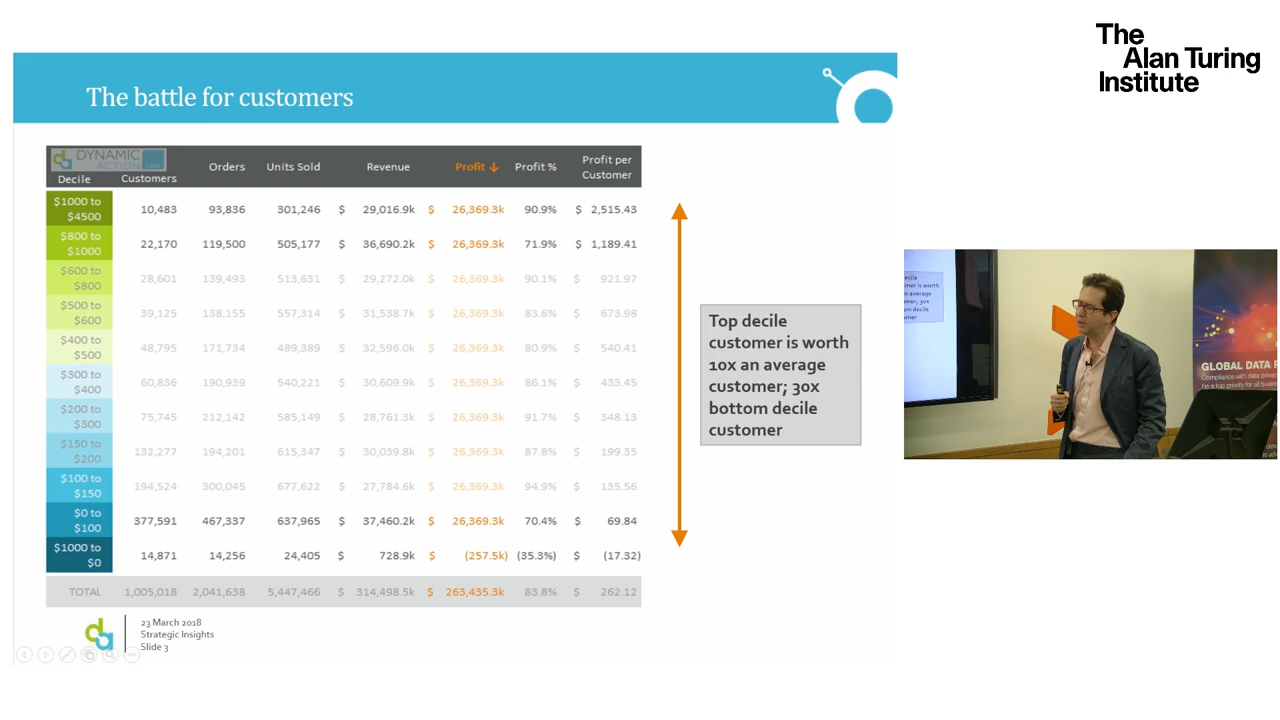 The
Alan Turing
Institute
The battle for customers
DYNAMIC
ACTION
Decile Customers Orders Units Sold Revenue Profit ↓ Profit % Profit per Customer
$1000 to $4500 10,483 93,836 301,246 $ 29,016.9k $ 26,369.3k 90.9% $ 2,515.43
$800 to $1000 22,170 119,500 505,177 $ 36,690.2k $ 26,369.3k 71.9% $ 1,189.41
$600 to $800 28,601 139,493 513,631 $ 29,272.0k $ 26,369.3k 90.1% $ 921.97
$500 to $600 39,125 138,155 557,314 $ 31,538.7k $ 26,369.3k 83.6% $ 673.98
$400 to $500 48,795 171,734 489,389 $ 32,596.0k $ 26,369.3k 80.9% $ 540.41
$300 to $400 60,836 190,939 540,221 $ 30,609.9k $ 26,369.3k 86.1% $ 433.45
$200 to $300 75,745 212,142 585,149 $ 28,761.3k $ 26,369.3k 91.7% $ 348.13
$150 to $200 132,277 194,201 615,347 $ 30,039.8k $ 26,369.3k 87.8% $ 199.35
$100 to $150 194,524 300,045 677,622 $ 27,784.6k $ 26,369.3k 94.9% $ 135.56
$0 to $100 377,591 467,337 637,965 $ 37,460.2k $ 26,369.3k 70.4% $ 69.84
$1000 to $0 14,871 14,256 24,405 $ 728.9k $ (257.5k) (35.3%) $ (17.32)
TOTAL 1,005,018 2,041,638 5,447,466 $ 314,498.5k $ 263,435.3k 83.8% $ 262.12
Top decile
customer is worth
10x an average
customer; 30x
bottom decile
customer
23 March 2018
Strategic Insights
Slide 3
da
GLOBAL DATA
Compliance with data
be a top priority for all